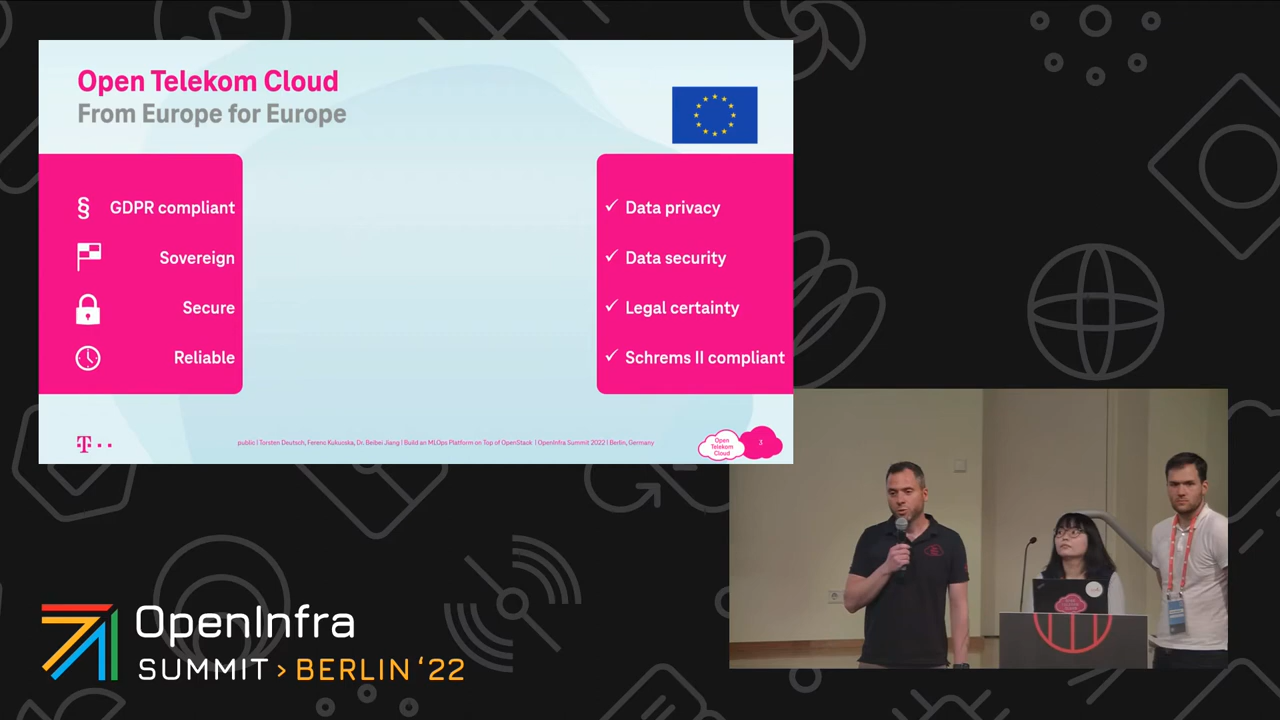 Open Telekom Cloud
From Europe for Europe
§ GDPR compliant
Sovereign
Secure
Reliable
✓ Data privacy
✓ Data security
✓ Legal certainty
✓ Schrems II compliant
T
public | Torsten Deutsch, Ferens Kukucska, Dr. Beibei Jiang | Build an MLOps Platform on Top of OpenStack | OpenInfra Summit 2022 | Berlin, Germany
Open
Telekom
Cloud
3
OpenInfra
SUMMIT > BERLIN ‘22